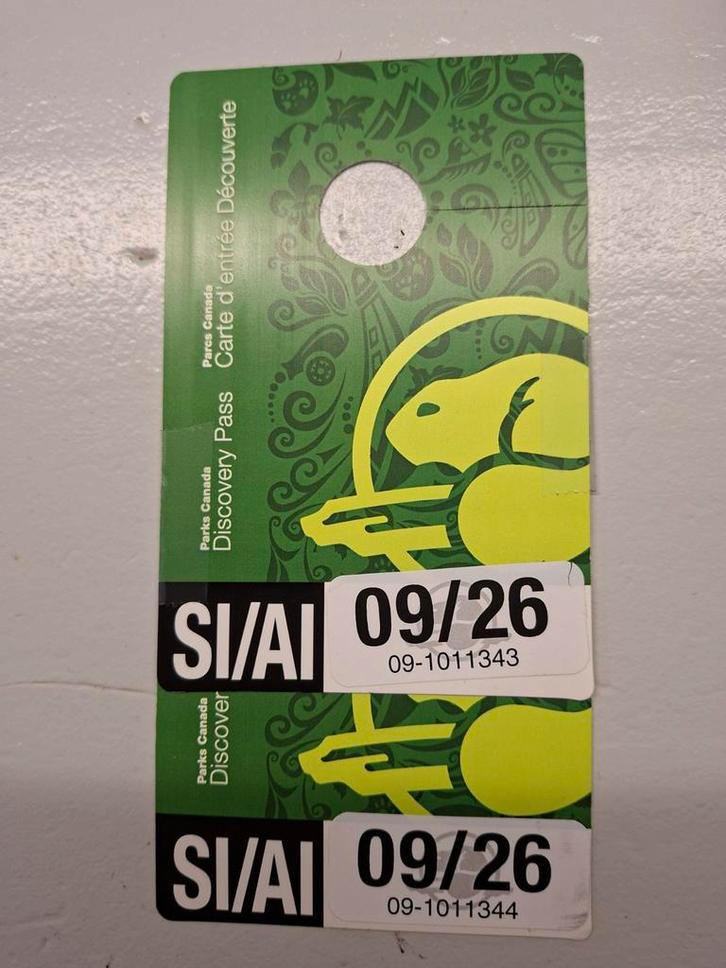 Parks Canada
Discovery Pass
Parcs Canada
Carte d'entrée Découverte
SI/AI
09/26
09-1011343
Parks Canada
Discover
SI/AI
09/26
09-1011344